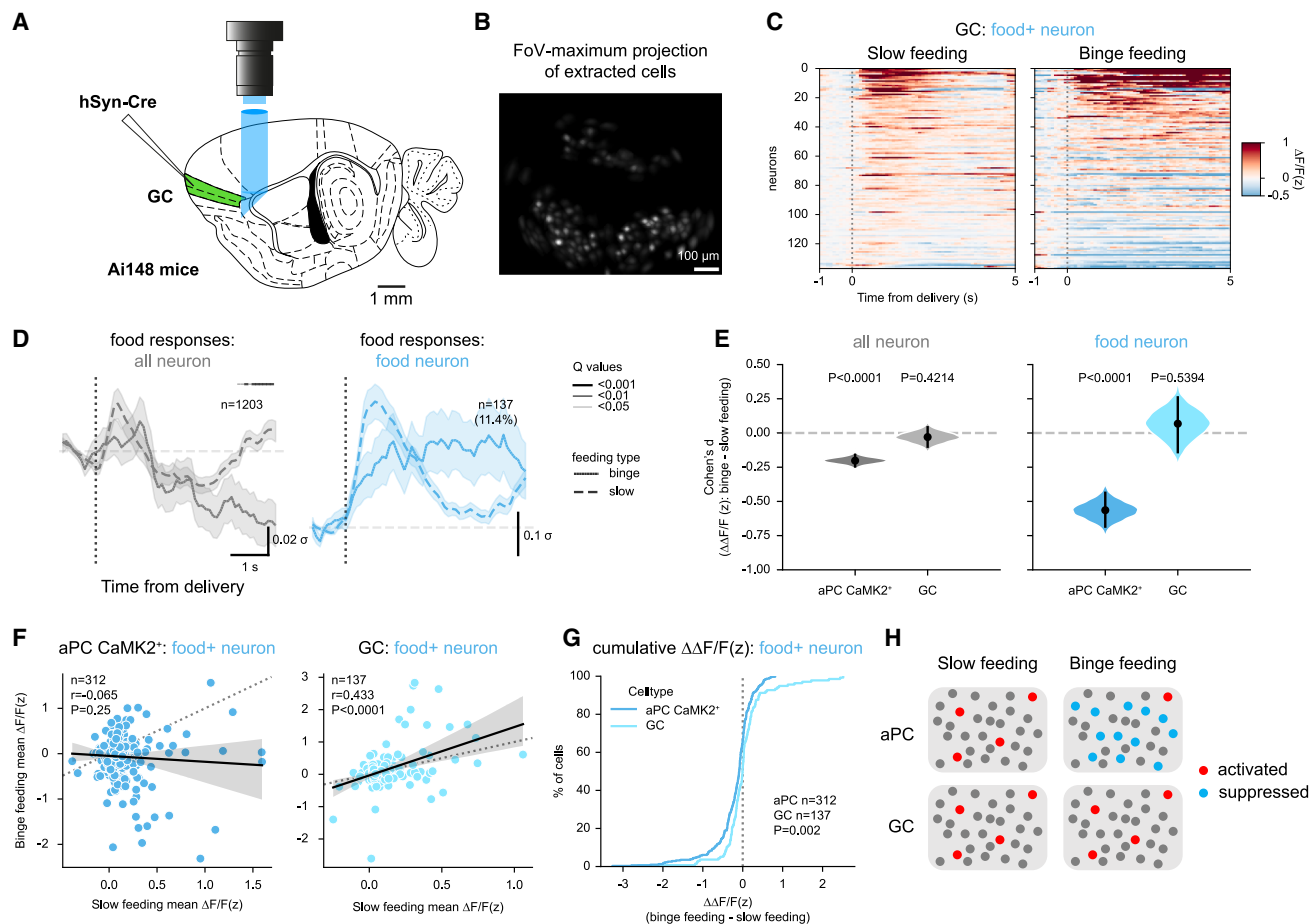 A
hSyn-Cre
GC
Ai148 mice
1 mm
B
FoV-maximum projection
of extracted cells
100 µm
C
GC: food+ neuron
Slow feeding
Binge feeding
neurons
0
20
40
60
80
100
120
-1
0
5
-1
0
5
Time from delivery (s)
1
0
-0.5
ΔF/F(z)
D
food responses:
all neuron
n=1203
0.02 σ
1 s
Time from delivery
food responses:
food neuron
n=137
(11.4%)
0.1 σ
Q values
<0.001
<0.01
<0.05
feeding type
binge
slow
E
all neuron
food neuron
Cohen's d
(ΔΔF/F (z): binge - slow feeding)
0.50
0.25
0.00
-0.25
-0.50
-0.75
-1.00
P<0.0001
P=0.4214
P<0.0001
P=0.5394
aPC CaMK2⁺
GC
aPC CaMK2⁺
GC
F
aPC CaMK2⁺: food+ neuron
n=312
r=-0.065
P=0.25
Binge feeding mean ΔF/F(z)
2
1
0
-1
-2
0.0
0.5
1.0
1.5
Slow feeding mean ΔF/F(z)
GC: food+ neuron
n=137
r=0.433
P<0.0001
3
2
1
0
-1
-2
0.0
0.5
1.0
Slow feeding mean ΔF/F(z)
G
cumulative ΔΔF/F(z): food+ neuron
Celltype
aPC CaMK2⁺
GC
% of cells
100
80
60
40
20
0
aPC n=312
GC n=137
P=0.002
-3
-2
-1
0
1
2
ΔΔF/F(z)
(binge feeding - slow feeding)
H
Slow feeding
Binge feeding
aPC
GC
activated
suppressed